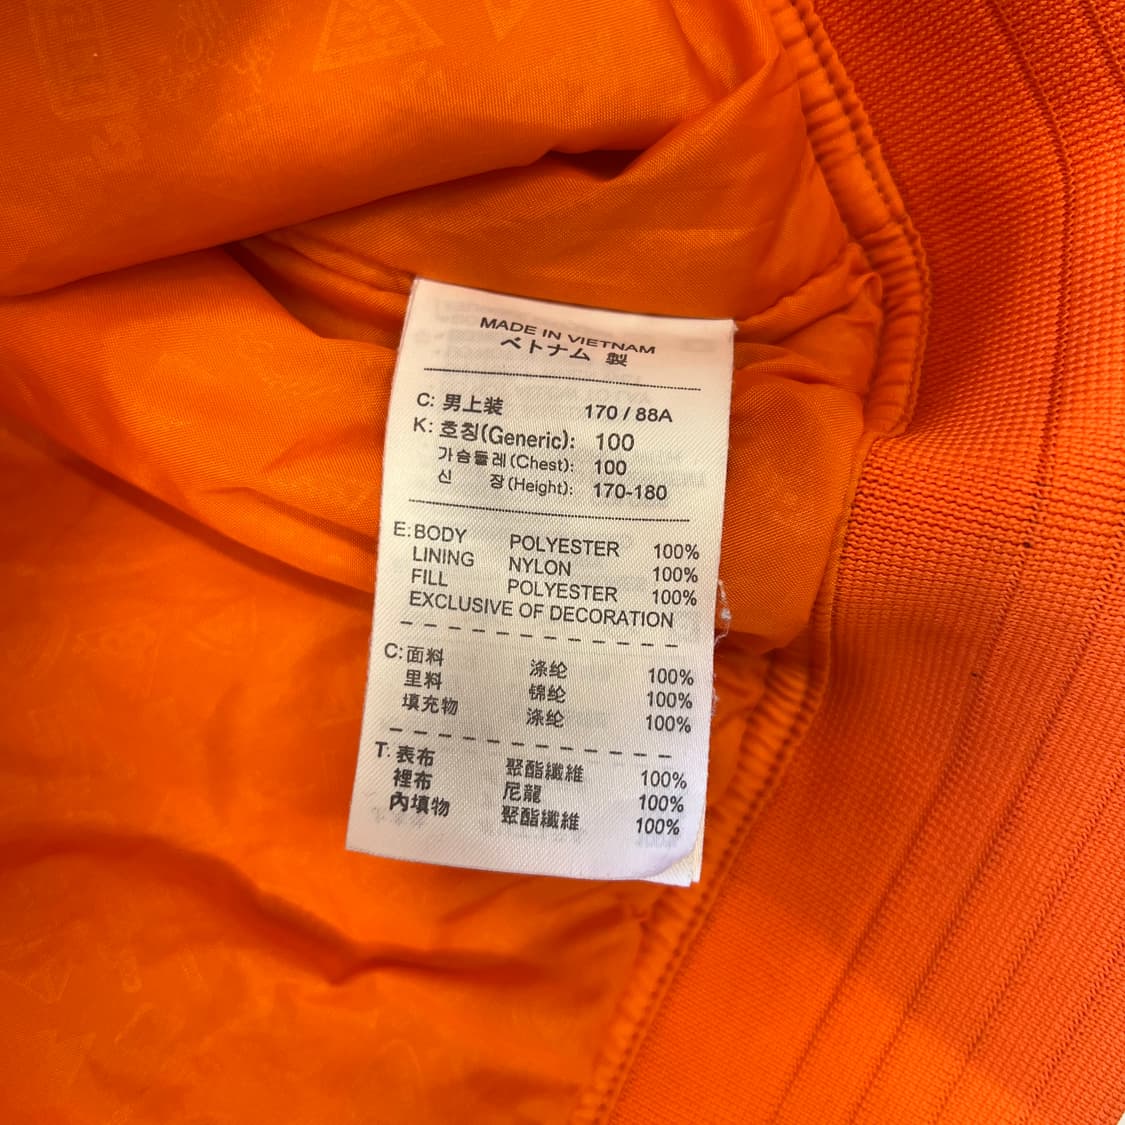 MADE IN VIETNAM
ベトナム 製
C: 男上装 170 / 88A
K: 호칭(Generic): 100
가슴둘레(Chest): 100
신 장(Height): 170-180
E: BODY POLYESTER 100%
LINING NYLON 100%
FILL POLYESTER 100%
EXCLUSIVE OF DECORATION
C: 面料 涤纶 100%
里料 锦纶 100%
填充物 涤纶 100%
T: 表布 聚酯纖維 100%
裡布 尼龍 100%
內填物 聚酯纖維 100%